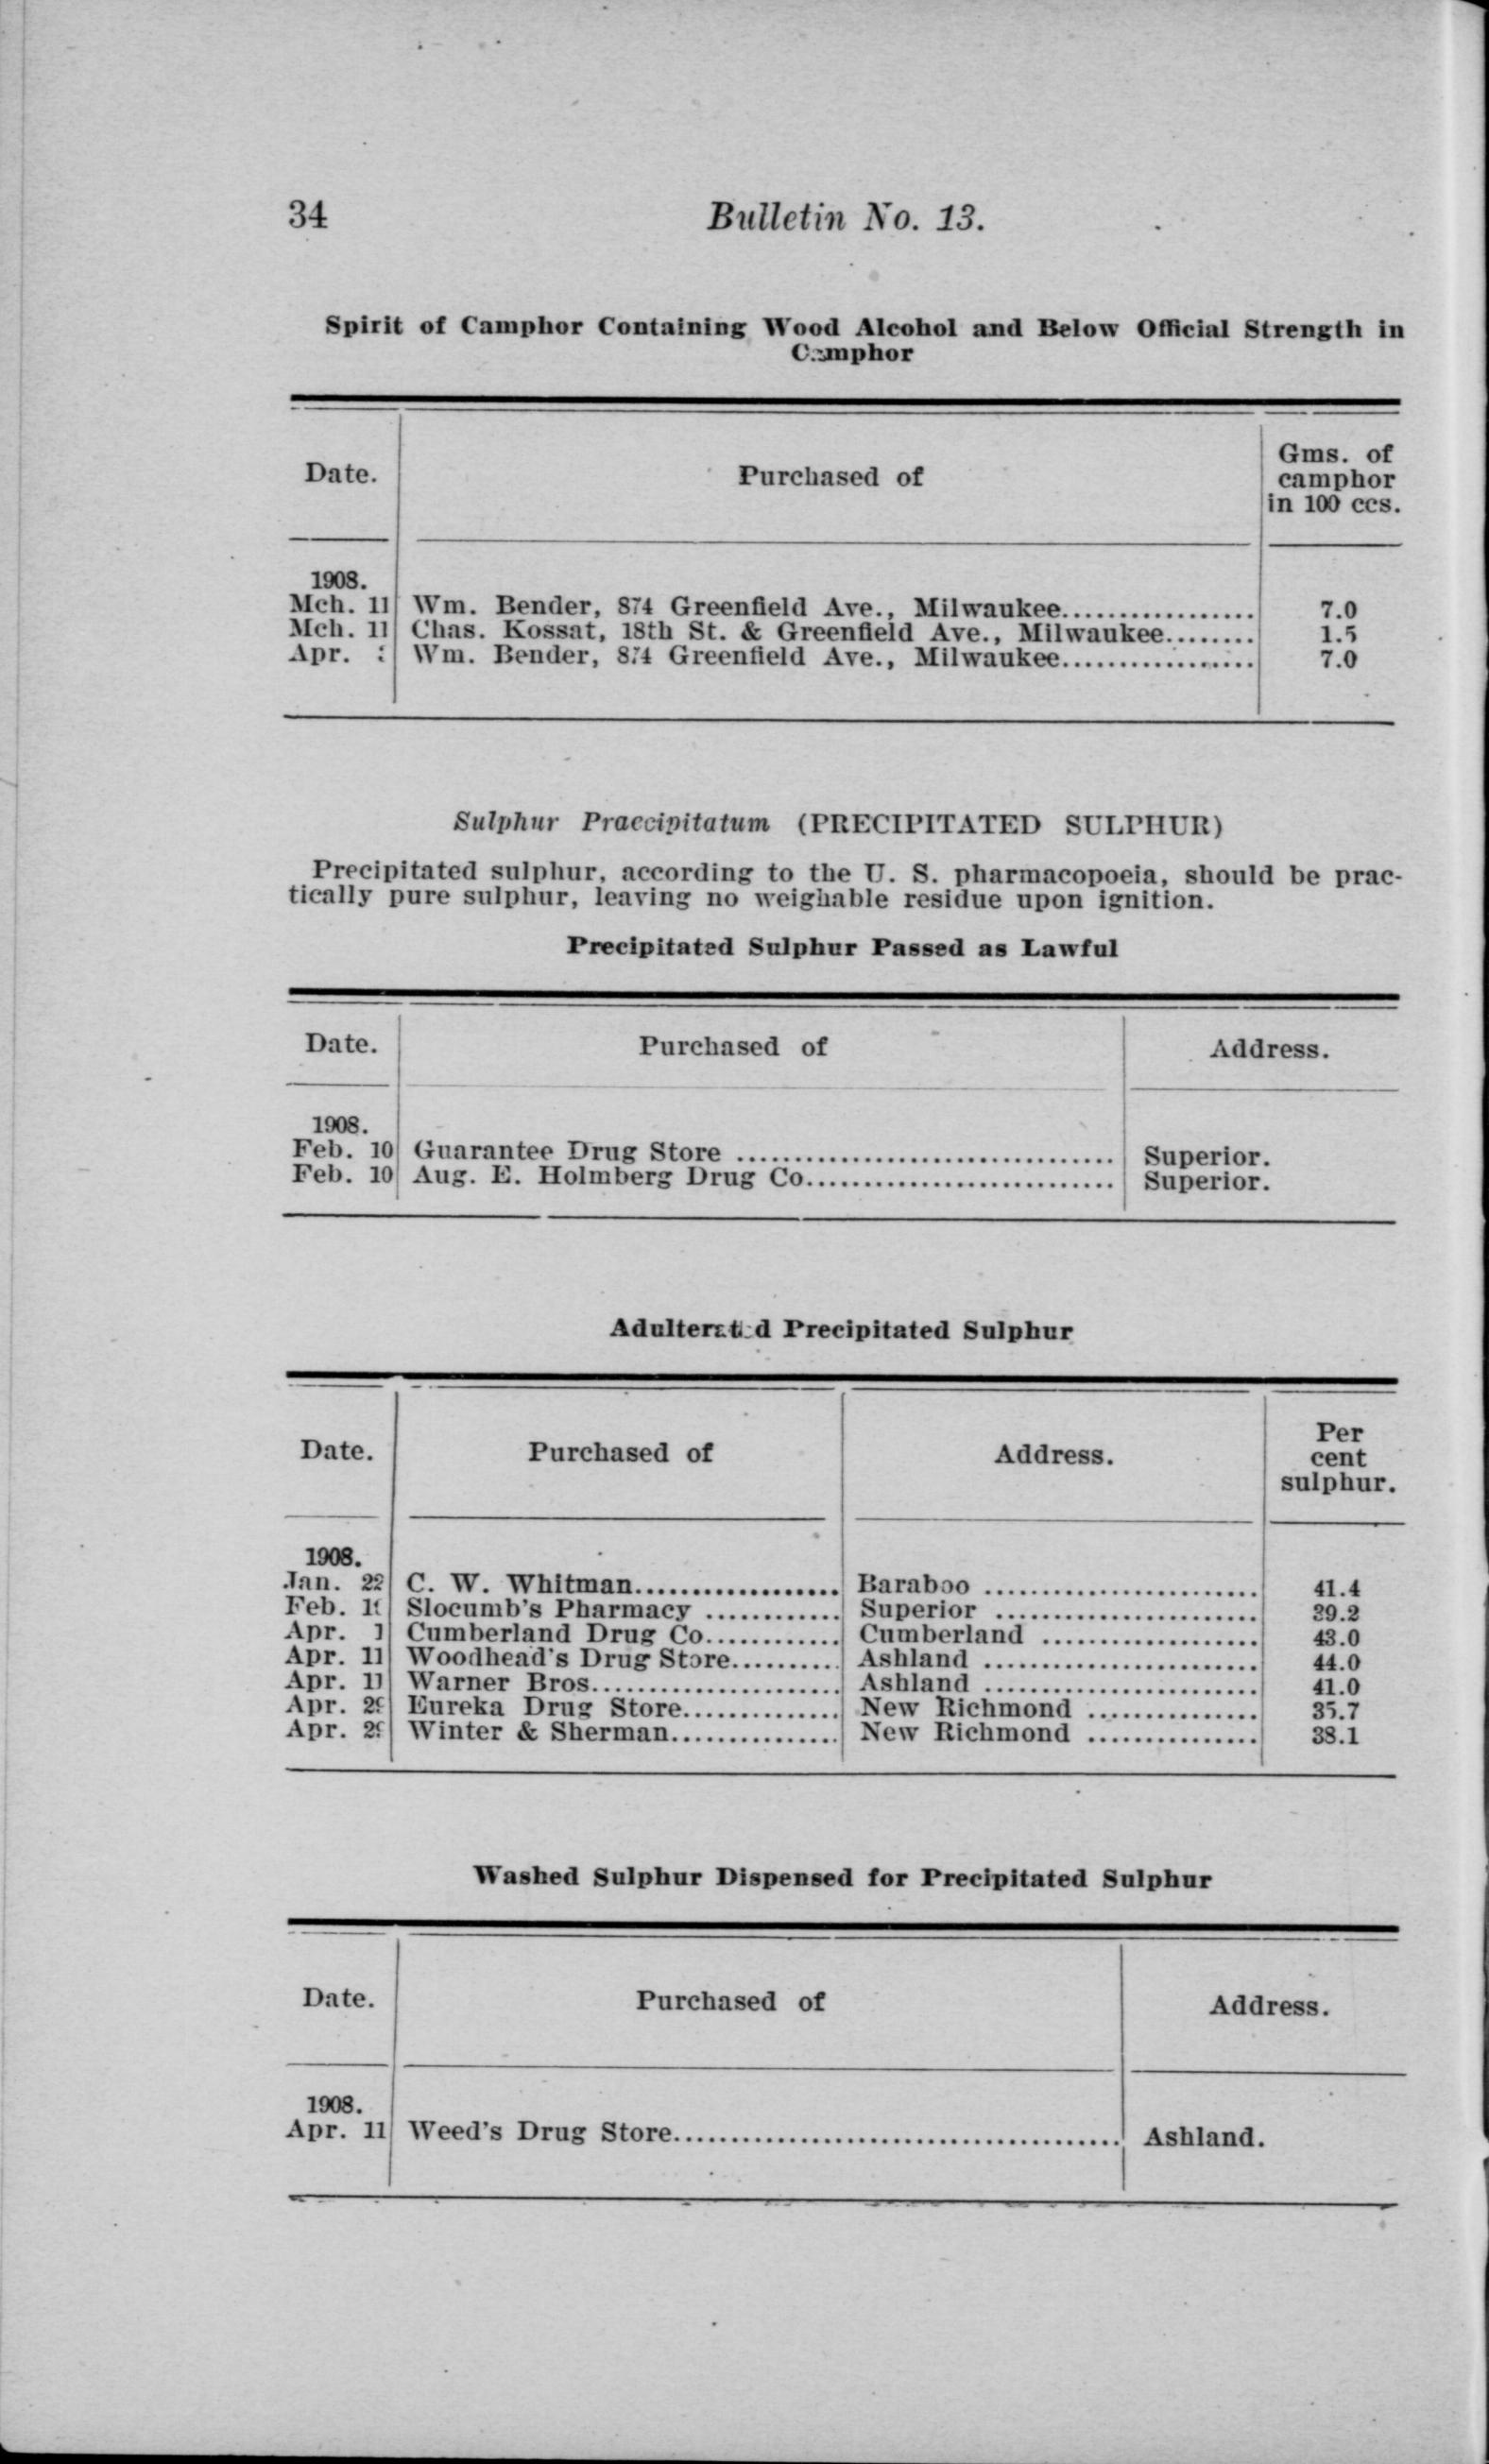 34 Bulletin No. 13.
Spirit of Camphor Containing Wood Alcohol and Below Official Strength in
Camphor
Date. Purchased of Gms. of camphor in 100 ccs.
1908.
Mch. 11 Wm. Bender, 874 Greenfield Ave., Milwaukee................. 7.0
Mch. 11 Chas. Kossat, 18th St. & Greenfield Ave., Milwaukee........ 1.5
Apr. Wm. Bender, 874 Greenfield Ave., Milwaukee................. 7.0
Sulphur Praecipitatum (PRECIPITATED SULPHUR)
Precipitated sulphur, according to the U. S. pharmacopoeia, should be prac-
tically pure sulphur, leaving no weighable residue upon ignition.
Precipitated Sulphur Passed as Lawful
Date. Purchased of Address.
1908.
Feb. 10 Guarantee Drug Store ................................. Superior.
Feb. 10 Aug. E. Holmberg Drug Co........................... Superior.
Adulterated Precipitated Sulphur
Date. Purchased of Address. Per cent sulphur.
1908.
Jan. 22 C. W. Whitman.................. Baraboo ........................ 41.4
Feb. Slocumb's Pharmacy ............ Superior ....................... 39.2
Apr. Cumberland Drug Co............ Cumberland ................... 43.0
Apr. 11 Woodhead's Drug Store.......... Ashland ........................ 44.0
Apr. 11 Warner Bros...................... Ashland ........................ 41.0
Apr. Eureka Drug Store.............. New Richmond ............... 35.7
Apr. Winter & Sherman............... New Richmond ............... 38.1
Washed Sulphur Dispensed for Precipitated Sulphur
Date. Purchased of Address.
1908.
Apr. 11 Weed's Drug Store....................................... Ashland.